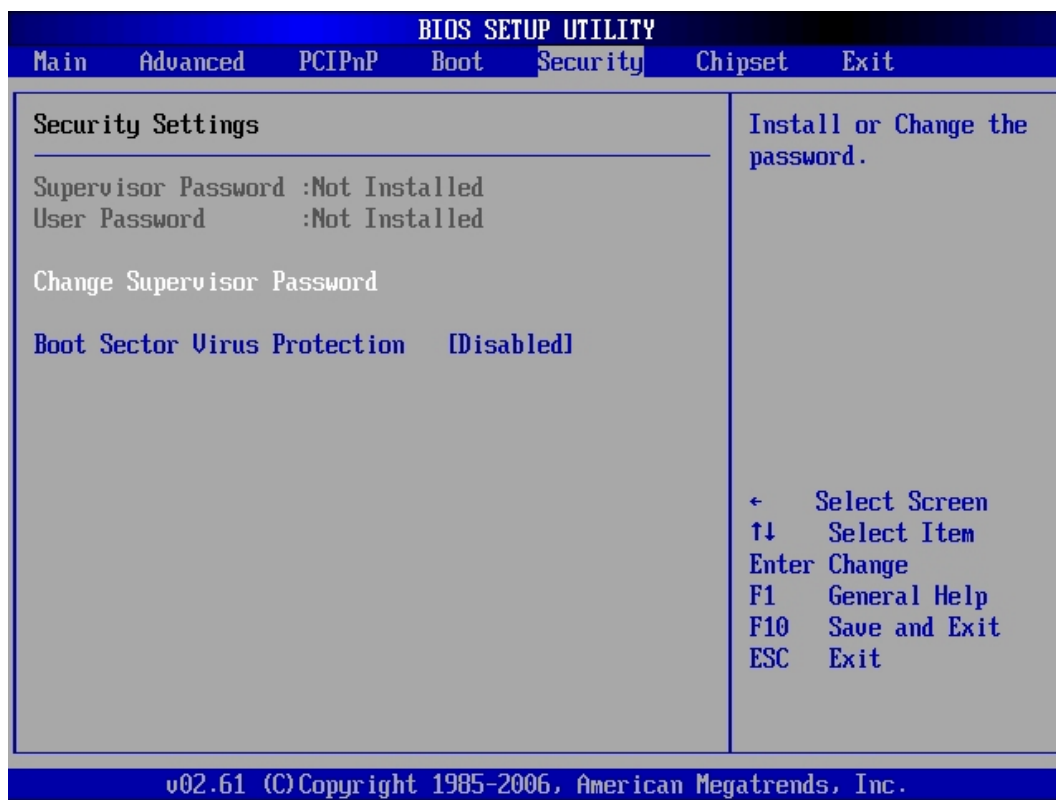 BIOS SETUP UTILITY
Main Advanced PCIPnP Boot Security Chipset Exit
Security Settings
Supervisor Password :Not Installed
User Password :Not Installed
Change Supervisor Password
Boot Sector Virus Protection [Disabled]
Install or Change the
password.
← Select Screen
↑↓ Select Item
Enter Change
F1 General Help
F10 Save and Exit
ESC Exit
v02.61 (C)Copyright 1985-2006, American Megatrends, Inc.